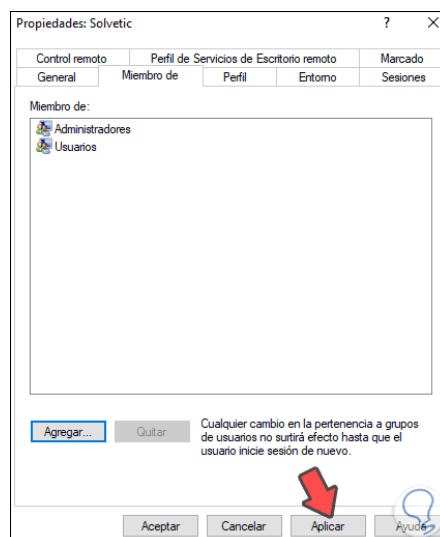 Propiedades: Solvetic ? X
Control remoto Perfil de Servicios de Escritorio remoto Marcado
General Miembro de Perfil Entorno Sesiones
Miembro de:
Administradores
Usuarios
Agregar... Quitar
Cualquier cambio en la pertenencia a grupos
de usuarios no surtirá efecto hasta que el
usuario inicie sesión de nuevo.
Aceptar Cancelar Aplicar Ayuda